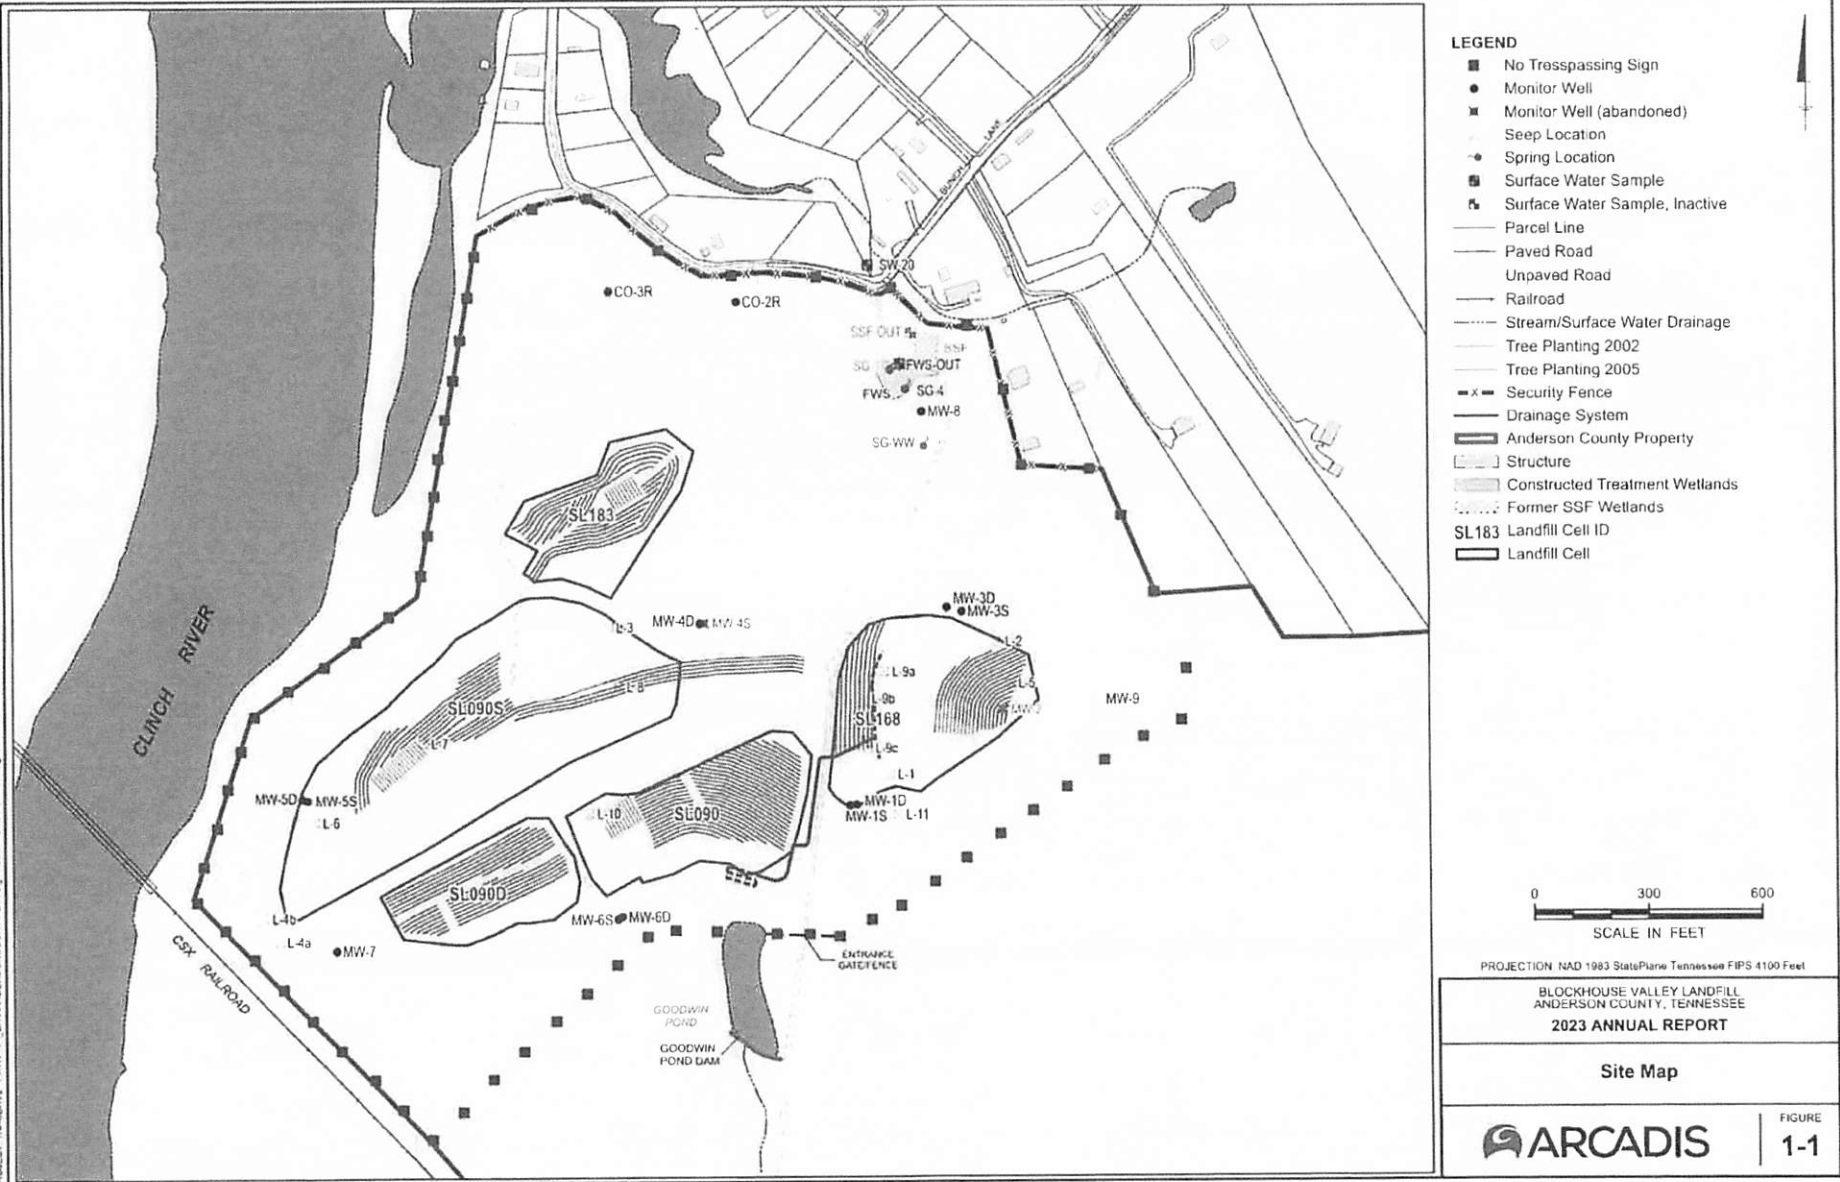 LEGEND
No Tresspassing Sign
Monitor Well
Monitor Well (abandoned)
Seep Location
Spring Location
Surface Water Sample
Surface Water Sample, Inactive
Parcel Line
Paved Road
Unpaved Road
Railroad
Stream/Surface Water Drainage
Tree Planting 2002
Tree Planting 2005
Security Fence
Drainage System
Anderson County Property
Structure
Constructed Treatment Wetlands
Former SSF Wetlands
SL183 Landfill Cell ID
Landfill Cell
BUNCH LANE
SW-20
CO-3R
CO-2R
SSF-OUT
SSF
SG
FWS-OUT
FWS
SG-4
MW-8
SG-WW
SL183
CLINCH RIVER
MW-3D
MW-3S
L-3
MW-4D
MW-4S
L-2
L-9a
L-8
L-5
L-9b
MW-9
SL090S
MW-2
SL168
L-7
L-9c
L-1
MW-5D
MW-5S
MW-1D
L-6
L-10
SL090
MW-1S
L-11
SL090D
L-4b
MW-6S
MW-6D
L-4a
MW-7
CSX RAILROAD
ENTRANCE
GATE/FENCE
GOODWIN
POND
GOODWIN
POND DAM
0 300 600
SCALE IN FEET
PROJECTION: NAD 1983 StatePlane Tennessee FIPS 4100 Feet
BLOCKHOUSE VALLEY LANDFILL
ANDERSON COUNTY, TENNESSEE
2023 ANNUAL REPORT
Site Map
ARCADIS
FIGURE
1-1